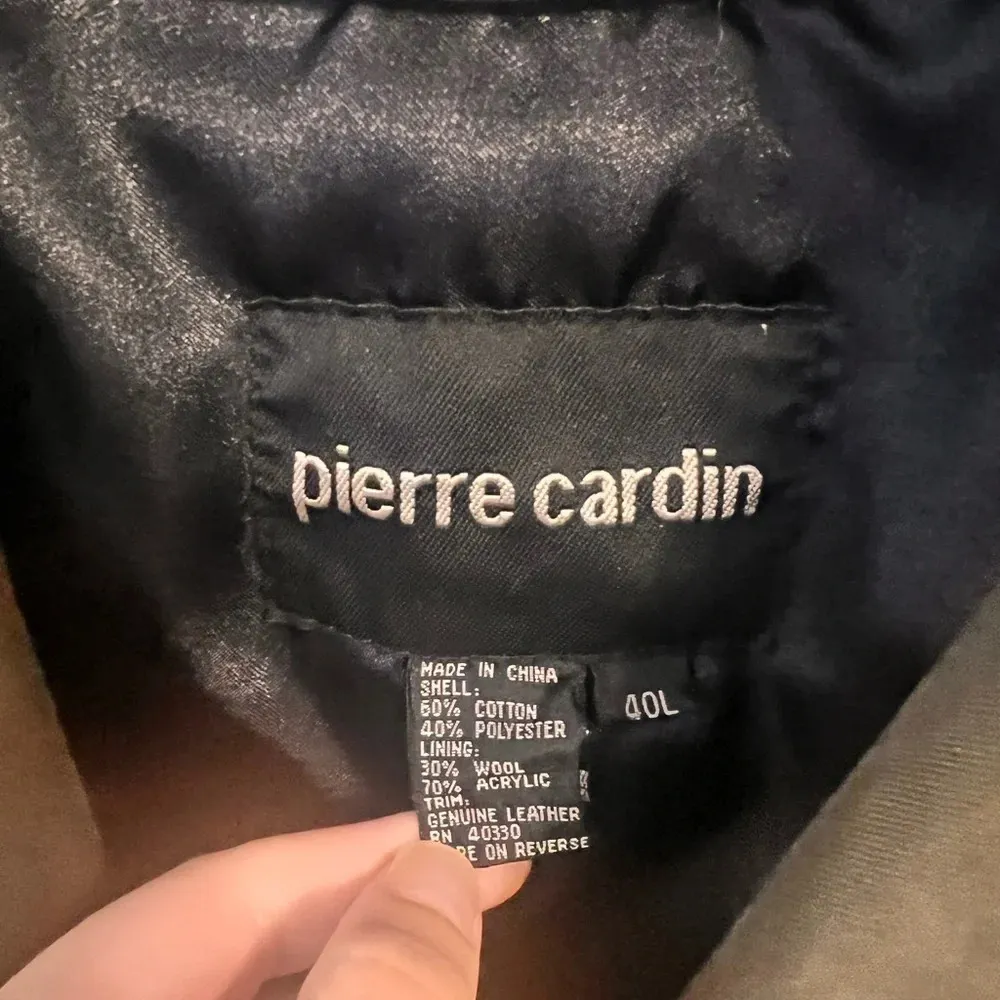 pierre cardin
MADE IN CHINA
SHELL:
60% COTTON
40% POLYESTER
LINING:
30% WOOL
70% ACRYLIC
TRIM:
GENUINE LEATHER
RN 40330
ON REVERSE
40L